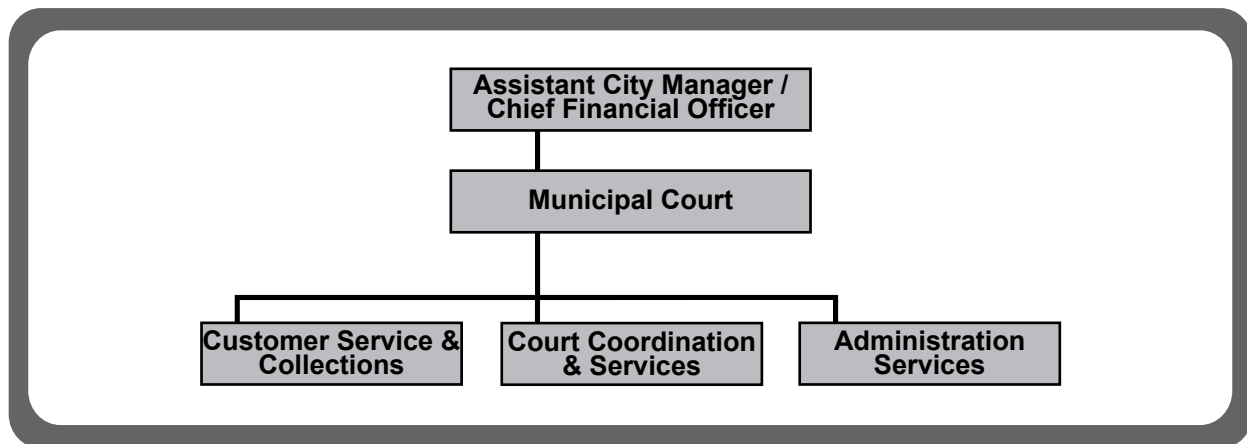 Assistant City Manager /
Chief Financial Officer
Municipal Court
Customer Service &
Collections
Court Coordination
& Services
Administration
Services